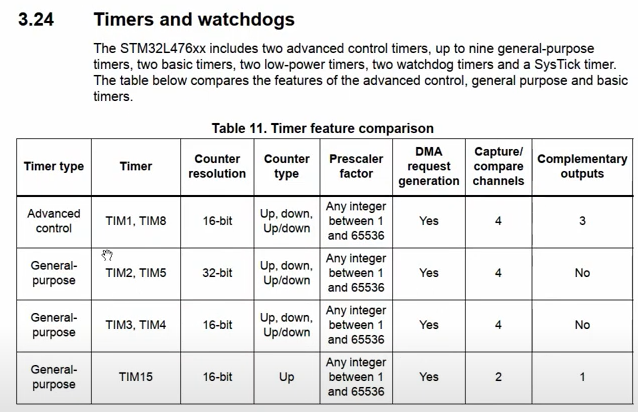 3.24 Timers and watchdogs
The STM32L476xx includes two advanced control timers, up to nine general-purpose
timers, two basic timers, two low-power timers, two watchdog timers and a SysTick timer.
The table below compares the features of the advanced control, general purpose and basic
timers.
Table 11. Timer feature comparison
Timer type
Timer
Counter
resolution
Counter
type
Prescaler
factor
DMA
request
generation
Capture/
compare
channels
Complementary
outputs
Advanced
control
TIM1, TIM8
16-bit
Up, down,
Up/down
Any integer
between 1
and 65536
Yes
4
3
General-
purpose
TIM2, TIM5
32-bit
Up, down,
Up/down
Any integer
between 1
and 65536
Yes
4
No
General-
purpose
TIM3, TIM4
16-bit
Up, down,
Up/down
Any integer
between 1
and 65536
Yes
4
No
General-
purpose
TIM15
16-bit
Up
Any integer
between 1
and 65536
Yes
2
1